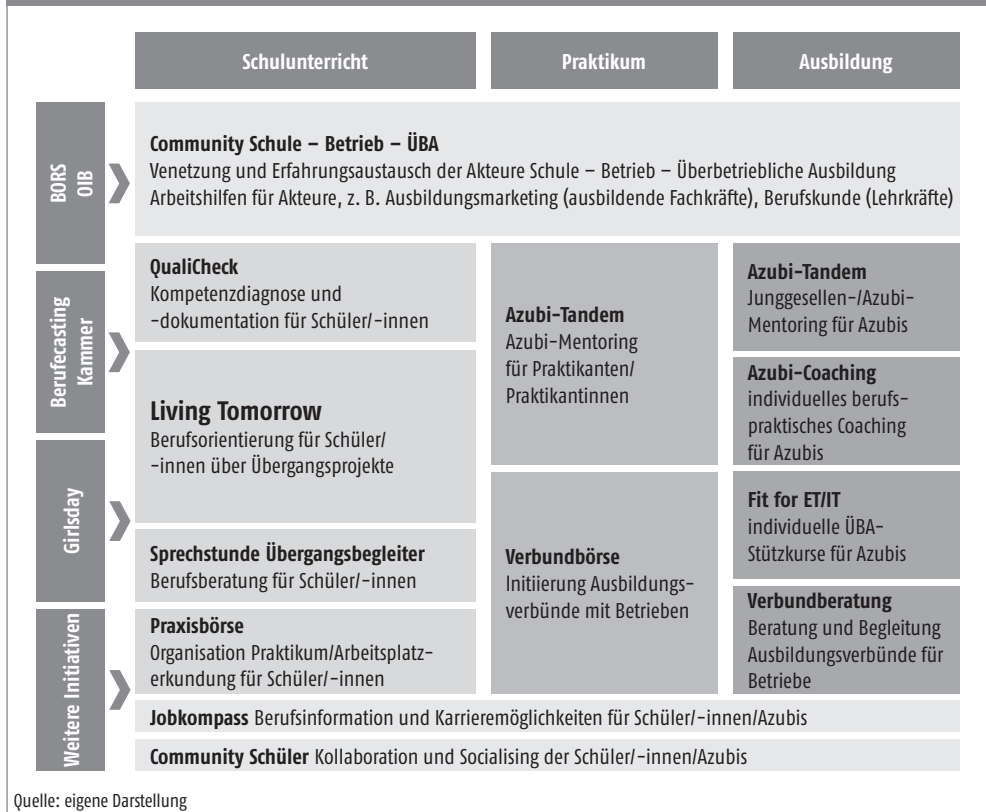 Schulunterricht
Praktikum
Ausbildung
BORS
OIB
Community Schule – Betrieb – ÜBA
Venetzung und Erfahrungsaustausch der Akteure Schule – Betrieb – Überbetriebliche Ausbildung
Arbeitshilfen für Akteure, z. B. Ausbildungsmarketing (ausbildende Fachkräfte), Berufskunde (Lehrkräfte)
Berufecasting
Kammer
Girlsday
Weitere Initiativen
QualiCheck
Kompetenzdiagnose und
-dokumentation für Schüler/-innen
Living Tomorrow
Berufsorientierung für Schüler/
-innen über Übergangsprojekte
Sprechstunde Übergangsbegleiter
Berufsberatung für Schüler/-innen
Praxisbörse
Organisation Praktikum/Arbeitsplatz-
erkundung für Schüler/-innen
Azubi-Tandem
Azubi-Mentoring
für Praktikanten/
Praktikantinnen
Verbundbörse
Initiierung Ausbildungs-
verbünde mit Betrieben
Azubi-Tandem
Junggesellen-/Azubi-
Mentoring für Azubis
Azubi-Coaching
individuelles berufs-
praktisches Coaching
für Azubis
Fit for ET/IT
individuelle ÜBA-
Stützkurse für Azubis
Verbundberatung
Beratung und Begleitung
Ausbildungsverbünde für
Betriebe
Jobkompass Berufsinformation und Karrieremöglichkeiten für Schüler/-innen/Azubis
Community Schüler Kollaboration und Socialising der Schüler/-innen/Azubis
Quelle: eigene Darstellung